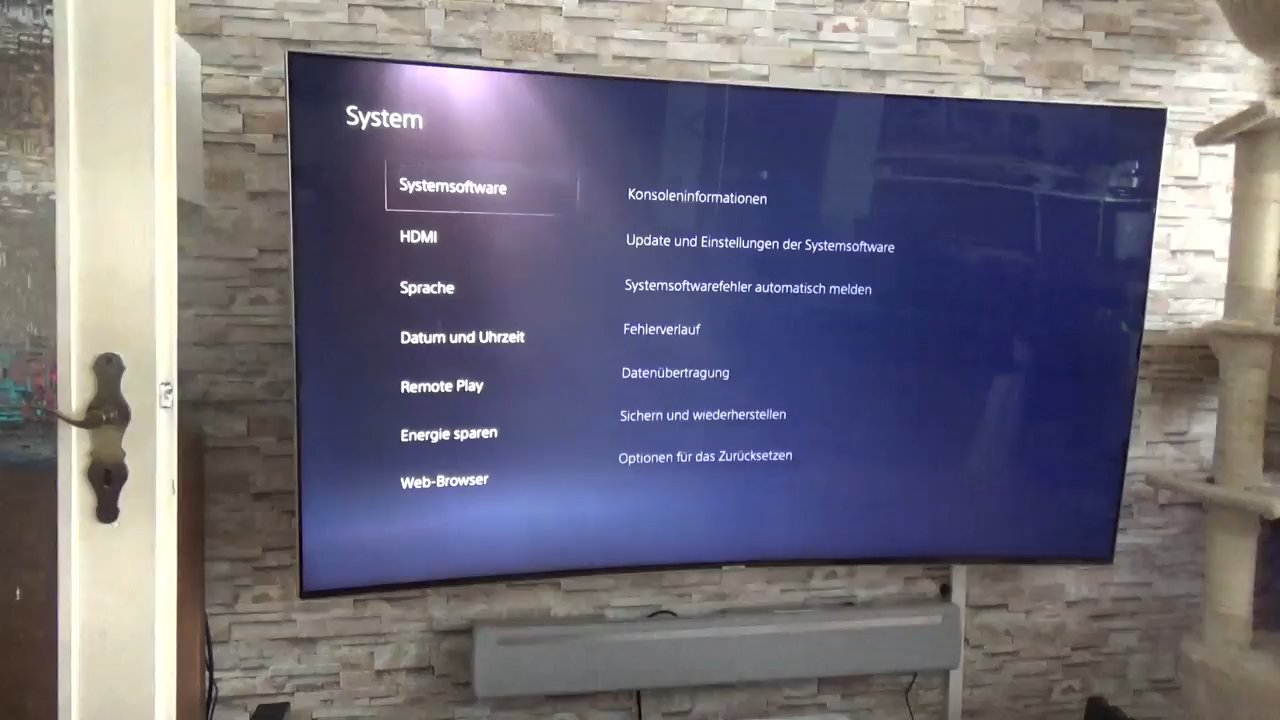 System
Systemsoftware
HDMI
Sprache
Datum und Uhrzeit
Remote Play
Energie sparen
Web-Browser
Konsoleninformationen
Update und Einstellungen der Systemsoftware
Systemsoftwarefehler automatisch melden
Fehlerverlauf
Datenübertragung
Sichern und wiederherstellen
Optionen für das Zurücksetzen